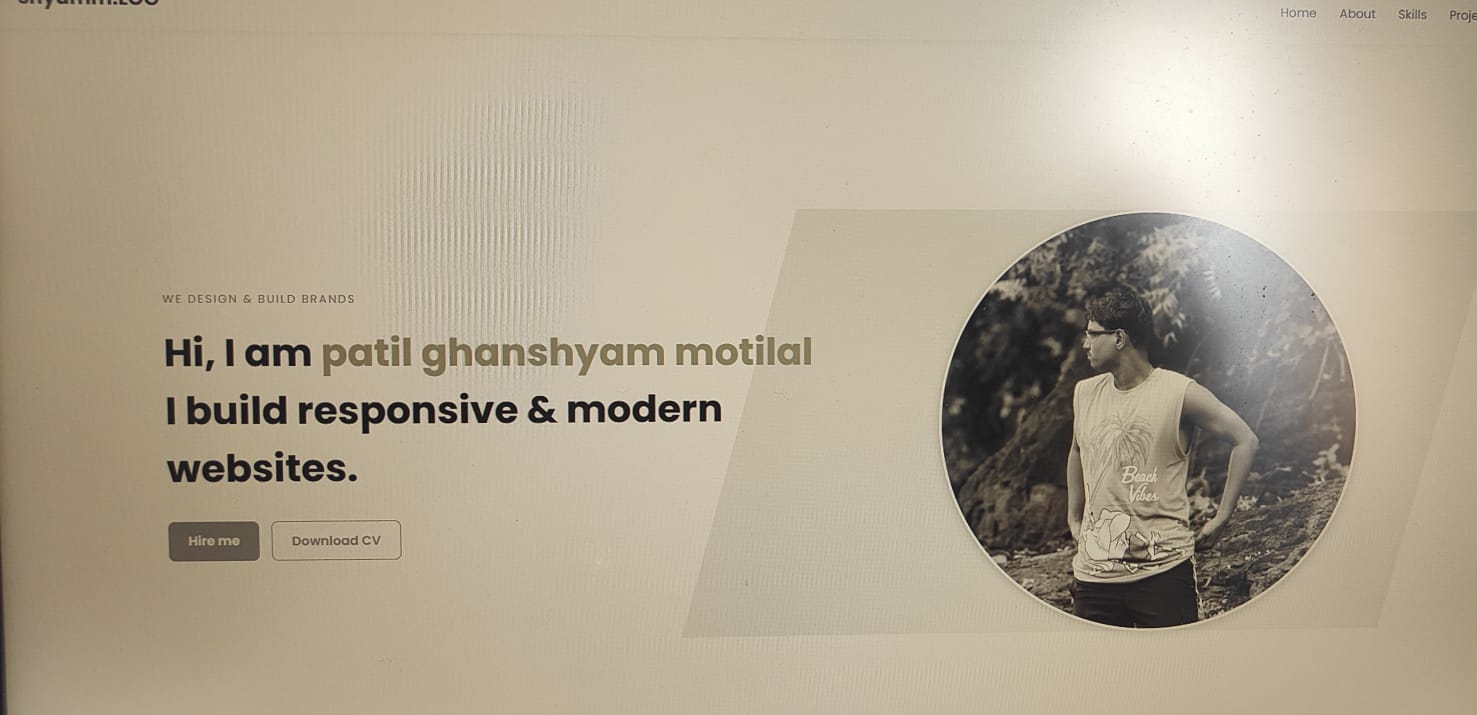 Home About Skills
WE DESIGN & BUILD BRANDS
Hi, I am patil ghanshyam motilal
I build responsive & modern
websites.
Hire me Download CV
Beach
Vibes